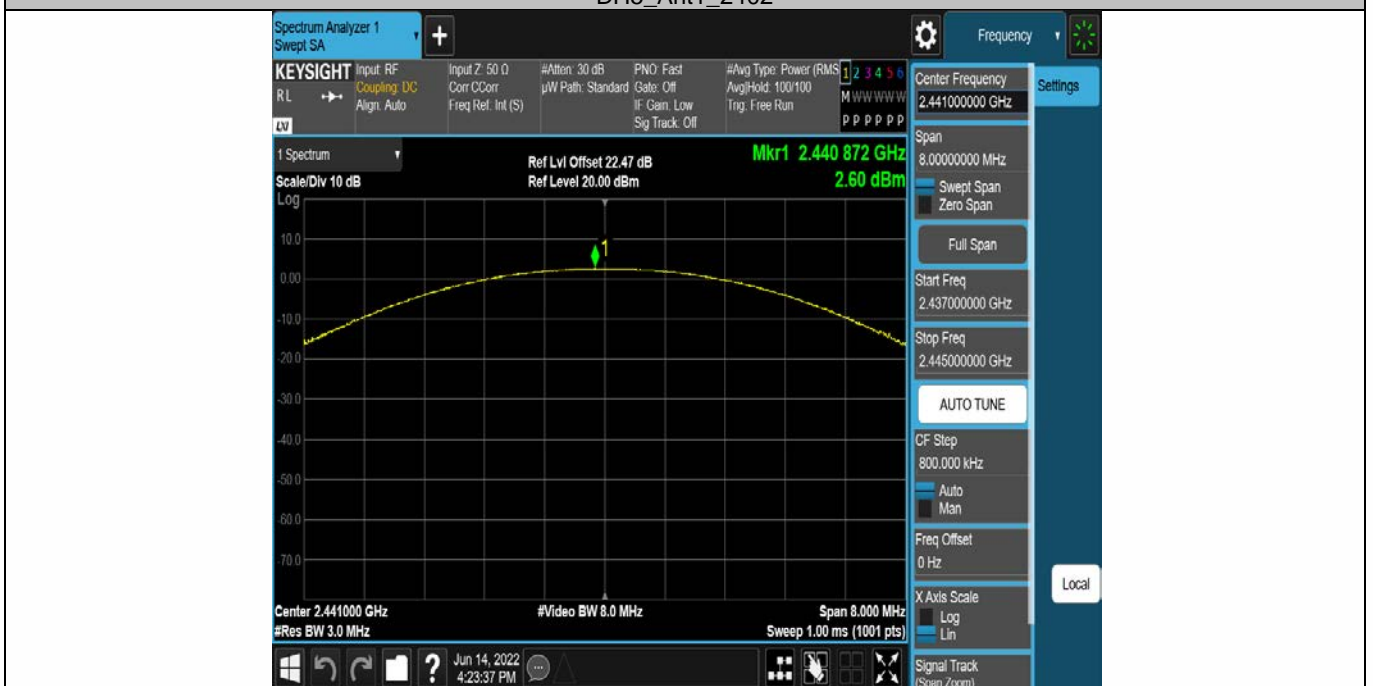 Spectrum Analyzer 1
Swept SA
+
Frequency
KEYSIGHT
RL
LXI
Input: RF
Coupling: DC
Align: Auto
Input Z: 50 Ω
Corr CCorr
Freq Ref: Int (S)
#Atten: 30 dB
µW Path: Standard
PNO: Fast
Gate: Off
IF Gain: Low
Sig Track: Off
#Avg Type: Power (RMS
Avg|Hold: 100/100
Trig: Free Run
1 2 3 4 5 6
M W W W W W
P P P P P P
1 Spectrum
Scale/Div 10 dB
Log
Ref Lvl Offset 22.47 dB
Ref Level 20.00 dBm
Mkr1 2.440 872 GHz
2.60 dBm
1
10.0
0.00
-10.0
-20.0
-30.0
-40.0
-50.0
-60.0
-70.0
Center 2.441000 GHz
#Res BW 3.0 MHz
#Video BW 8.0 MHz
Span 8.000 MHz
Sweep 1.00 ms (1001 pts)
?
Jun 14, 2022
4:23:37 PM
Center Frequency
2.441000000 GHz
Span
8.00000000 MHz
Swept Span
Zero Span
Full Span
Start Freq
2.437000000 GHz
Stop Freq
2.445000000 GHz
AUTO TUNE
CF Step
800.000 kHz
Auto
Man
Freq Offset
0 Hz
X Axis Scale
Log
Lin
Signal Track
(Span Zoom)
Settings
Local